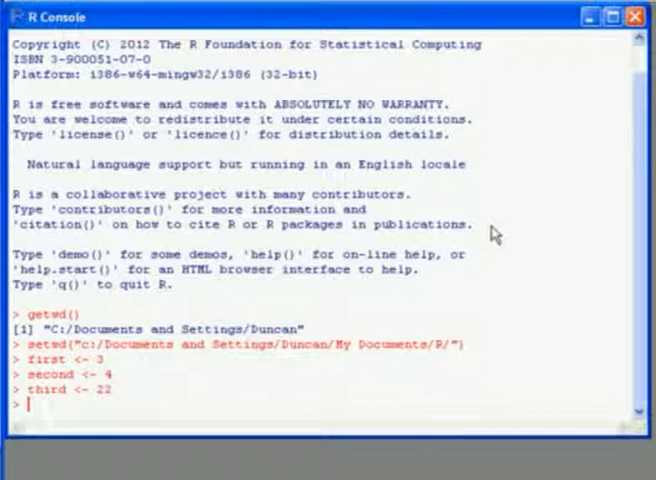 R Console
Copyright (C) 2012 The R Foundation for Statistical Computing
ISBN 3-900051-07-0
Platform: i386-w64-mingw32/i386 (32-bit)
R is free software and comes with ABSOLUTELY NO WARRANTY.
You are welcome to redistribute it under certain conditions.
Type 'license()' or 'licence()' for distribution details.
Natural language support but running in an English locale
R is a collaborative project with many contributors.
Type 'contributors()' for more information and
'citation()' on how to cite R or R packages in publications.
Type 'demo()' for some demos, 'help()' for on-line help, or
'help.start()' for an HTML browser interface to help.
Type 'q()' to quit R.
> getwd()
[1] "C:/Documents and Settings/Duncan"
> setwd("c:/Documents and Settings/Duncan/My Documents/R/")
> first <- 3
> second <- 4
> third <- 22
>